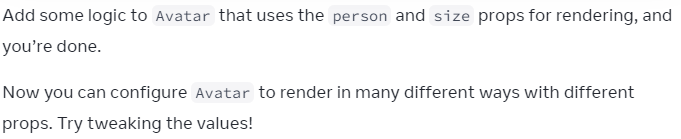 Add some logic to Avatar that uses the person and size props for rendering, and
you’re done.
Now you can configure Avatar to render in many different ways with different
props. Try tweaking the values!